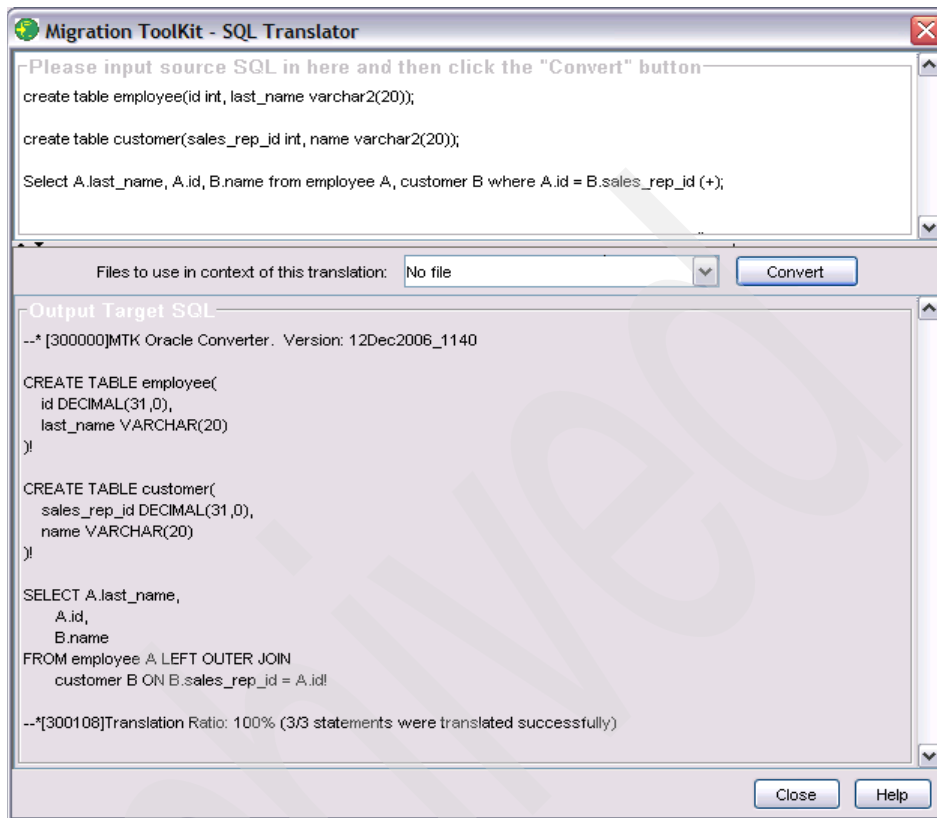 Migration ToolKit - SQL Translator
Please input source SQL in here and then click the "Convert" button
create table employee(id int, last_name varchar2(20));
create table customer(sales_rep_id int, name varchar2(20));
Select A.last_name, A.id, B.name from employee A, customer B where A.id = B.sales_rep_id (+);
Files to use in context of this translation: No file Convert
Output Target SQL
--* [300000]MTK Oracle Converter. Version: 12Dec2006_1140
CREATE TABLE employee(
id DECIMAL(31,0),
last_name VARCHAR(20)
)!
CREATE TABLE customer(
sales_rep_id DECIMAL(31,0),
name VARCHAR(20)
)!
SELECT A.last_name,
A.id,
B.name
FROM employee A LEFT OUTER JOIN
customer B ON B.sales_rep_id = A.id!
--*[300108]Translation Ratio: 100% (3/3 statements were translated successfully)
Close Help